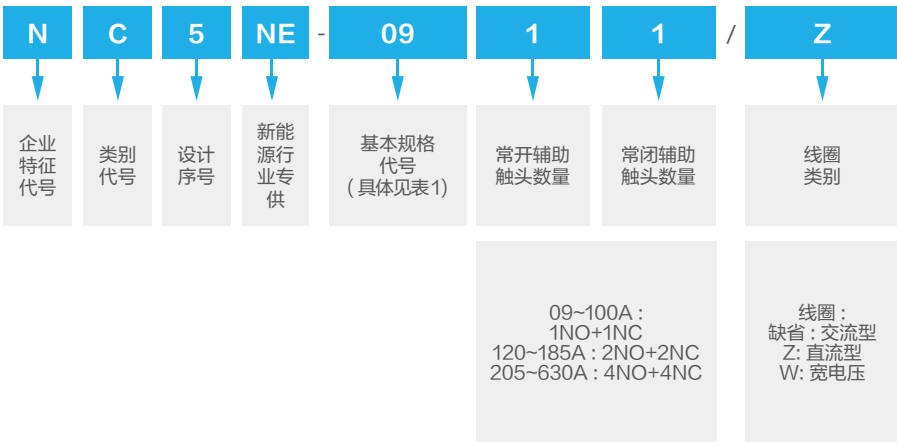 N C 5 NE - 09 1 1 / Z
企业
特征
代号
类别
代号
设计
序号
新能
源行
业专
供
基本规格
代号
(具体见表1)
常开辅助
触头数量
常闭辅助
触头数量
线圈
类别
09~100A :
1NO+1NC
120~185A : 2NO+2NC
205~630A : 4NO+4NC
线圈 :
缺省 : 交流型
Z: 直流型
W: 宽电压